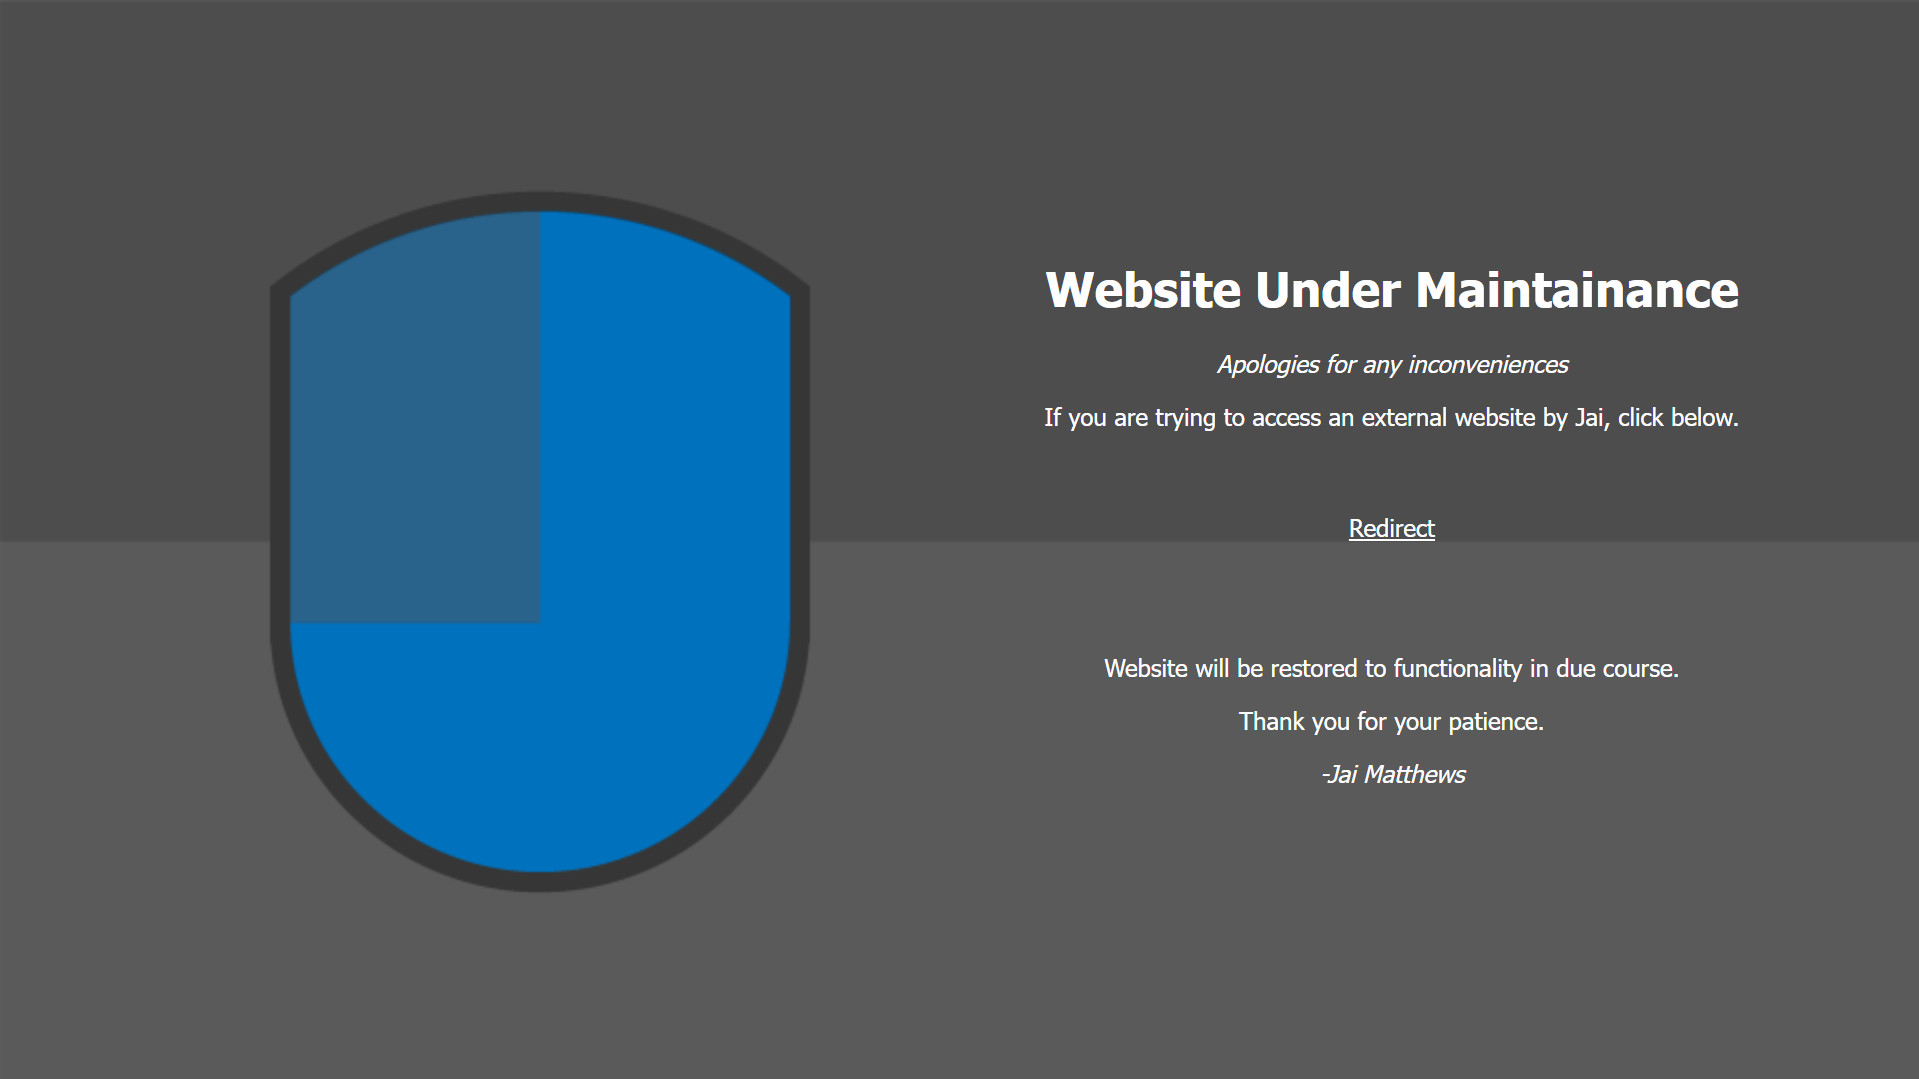 Website Under Maintainance
Apologies for any inconveniences
If you are trying to access an external website by Jai, click below.
Redirect
Website will be restored to functionality in due course.
Thank you for your patience.
-Jai Matthews